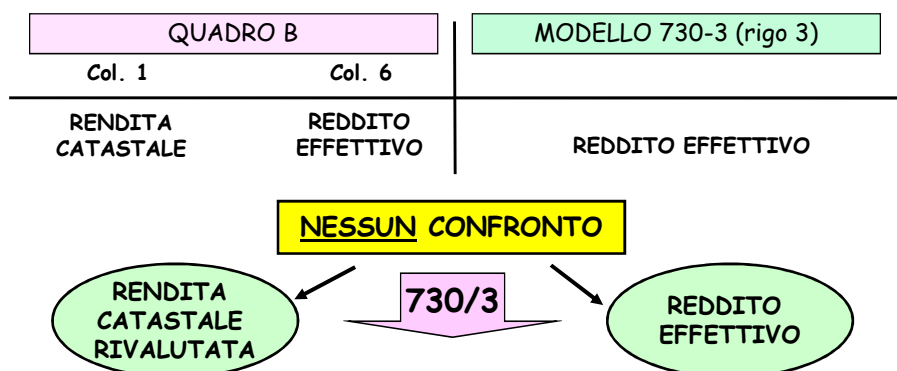 QUADRO B
MODELLO 730-3 (rigo 3)
Col. 1
Col. 6
RENDITA
CATASTALE
REDDITO
EFFETTIVO
REDDITO EFFETTIVO
NESSUN CONFRONTO
RENDITA
CATASTALE
RIVALUTATA
730/3
REDDITO
EFFETTIVO